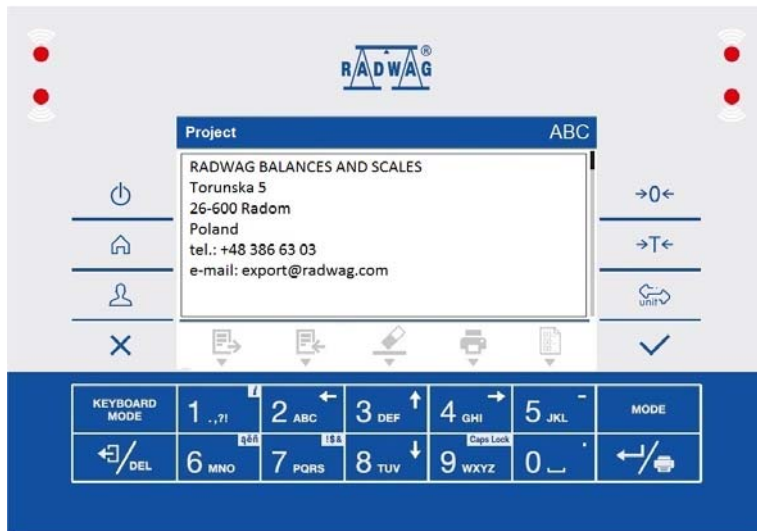 RADWAG®
Project ABC
RADWAG BALANCES AND SCALES
Torunska 5
26-600 Radom
Poland
tel.: +48 386 63 03
e-mail: export@radwag.com
→0←
→T←
unit
KEYBOARD MODE
1 .,?! i
2 ABC ←
3 DEF ↑
4 GHI →
5 JKL -
MODE
/DEL
6 MNO ąêñ
7 PQRS !$&
8 TUV ↓
9 WXYZ Caps Lock
0 ⎵ .